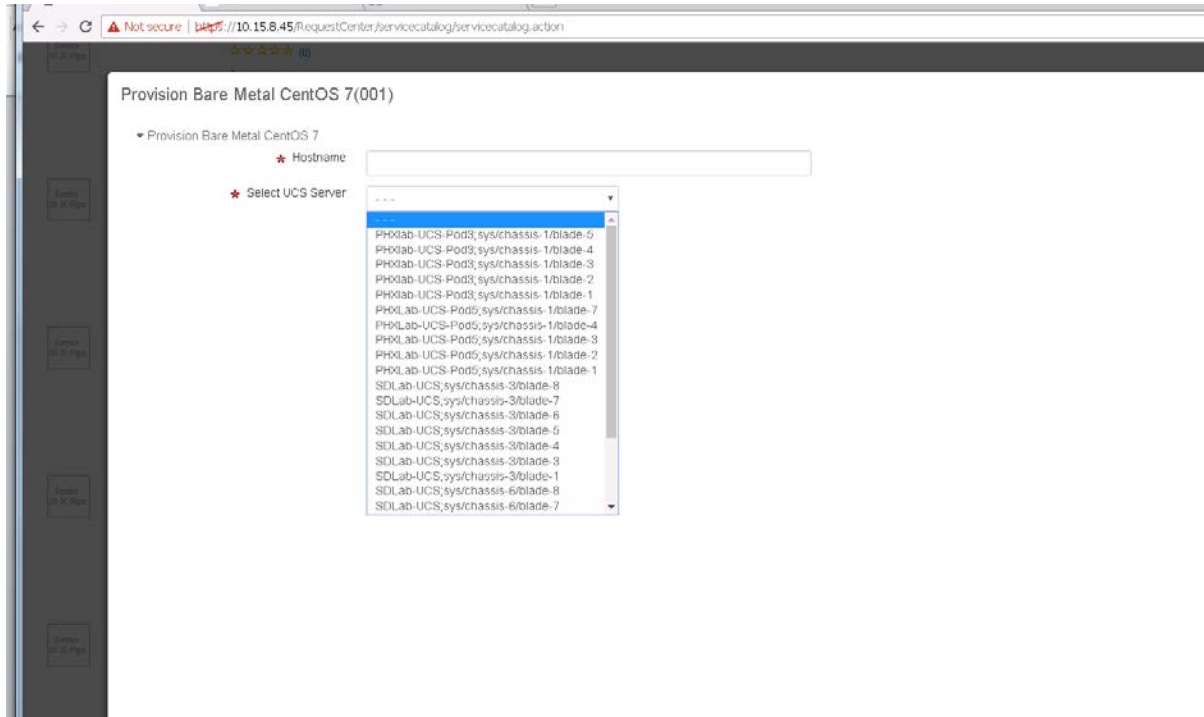 Not secure | https://10.15.8.45/RequestCenter/servicecatalog/servicecatalog.action
(0)
Provision Bare Metal CentOS 7(001)
Provision Bare Metal CentOS 7
* Hostname
* Select UCS Server
---
---
PHXlab-UCS-Pod3;sys/chassis-1/blade-5
PHXlab-UCS-Pod3;sys/chassis-1/blade-4
PHXlab-UCS-Pod3;sys/chassis-1/blade-3
PHXlab-UCS-Pod3;sys/chassis-1/blade-2
PHXlab-UCS-Pod3;sys/chassis-1/blade-1
PHXLab-UCS-Pod5;sys/chassis-1/blade-7
PHXLab-UCS-Pod5;sys/chassis-1/blade-4
PHXLab-UCS-Pod5;sys/chassis-1/blade-3
PHXLab-UCS-Pod5;sys/chassis-1/blade-2
PHXLab-UCS-Pod5;sys/chassis-1/blade-1
SDLab-UCS;sys/chassis-3/blade-8
SDLab-UCS;sys/chassis-3/blade-7
SDLab-UCS;sys/chassis-3/blade-6
SDLab-UCS;sys/chassis-3/blade-5
SDLab-UCS;sys/chassis-3/blade-4
SDLab-UCS;sys/chassis-3/blade-3
SDLab-UCS;sys/chassis-3/blade-1
SDLab-UCS;sys/chassis-6/blade-8
SDLab-UCS;sys/chassis-6/blade-7